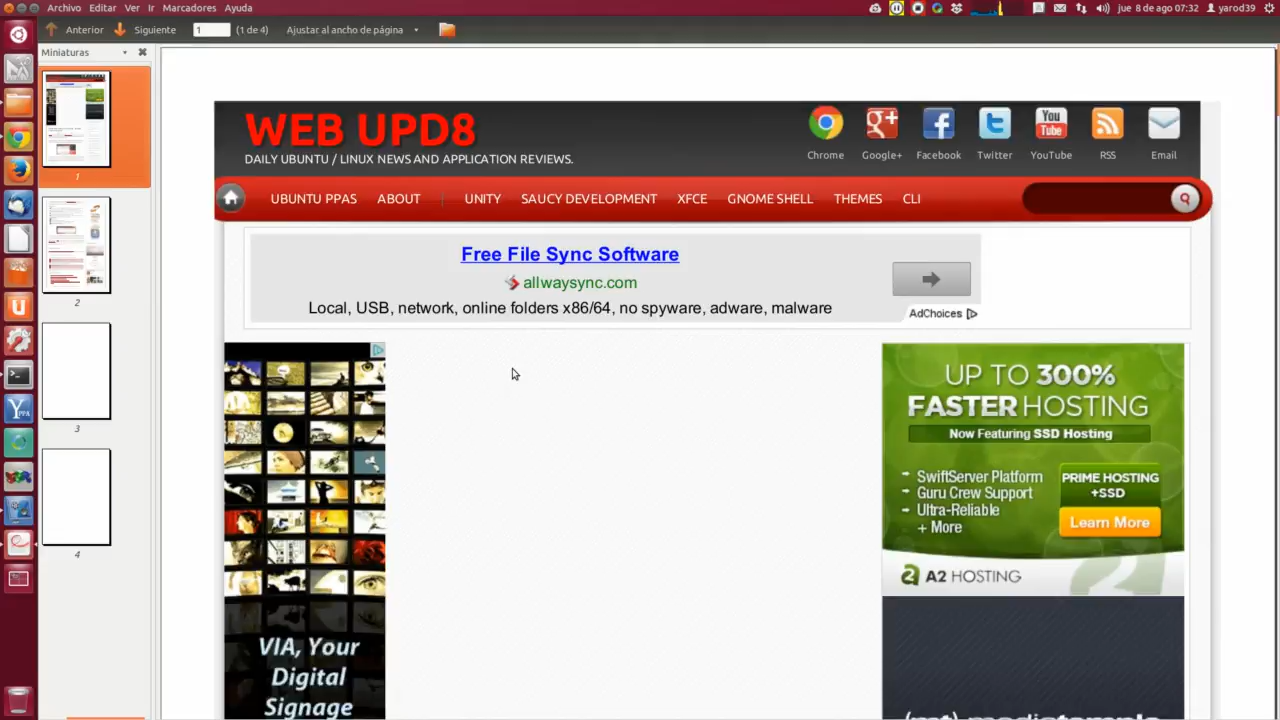 Archivo Editar Ver Ir Marcadores Ayuda
jue 8 de ago 07:32 yarod39
Anterior Siguiente 1 (1 de 4) Ajustar al ancho de página
Miniaturas
1
2
3
4
WEB UPD8
DAILY UBUNTU / LINUX NEWS AND APPLICATION REVIEWS.
Chrome Google+ Facebook Twitter YouTube RSS Email
UBUNTU PPAS ABOUT UNITY SAUCY DEVELOPMENT XFCE GNOME SHELL THEMES CLI
Free File Sync Software
allwaysync.com
Local, USB, network, online folders x86/64, no spyware, adware, malware
AdChoices
VIA, Your
Digital
Signage
UP TO 300%
FASTER HOSTING
Now Featuring SSD Hosting
SwiftServer Platform
Guru Crew Support
Ultra-Reliable
+ More
PRIME HOSTING
+SSD
Learn More
A2 HOSTING